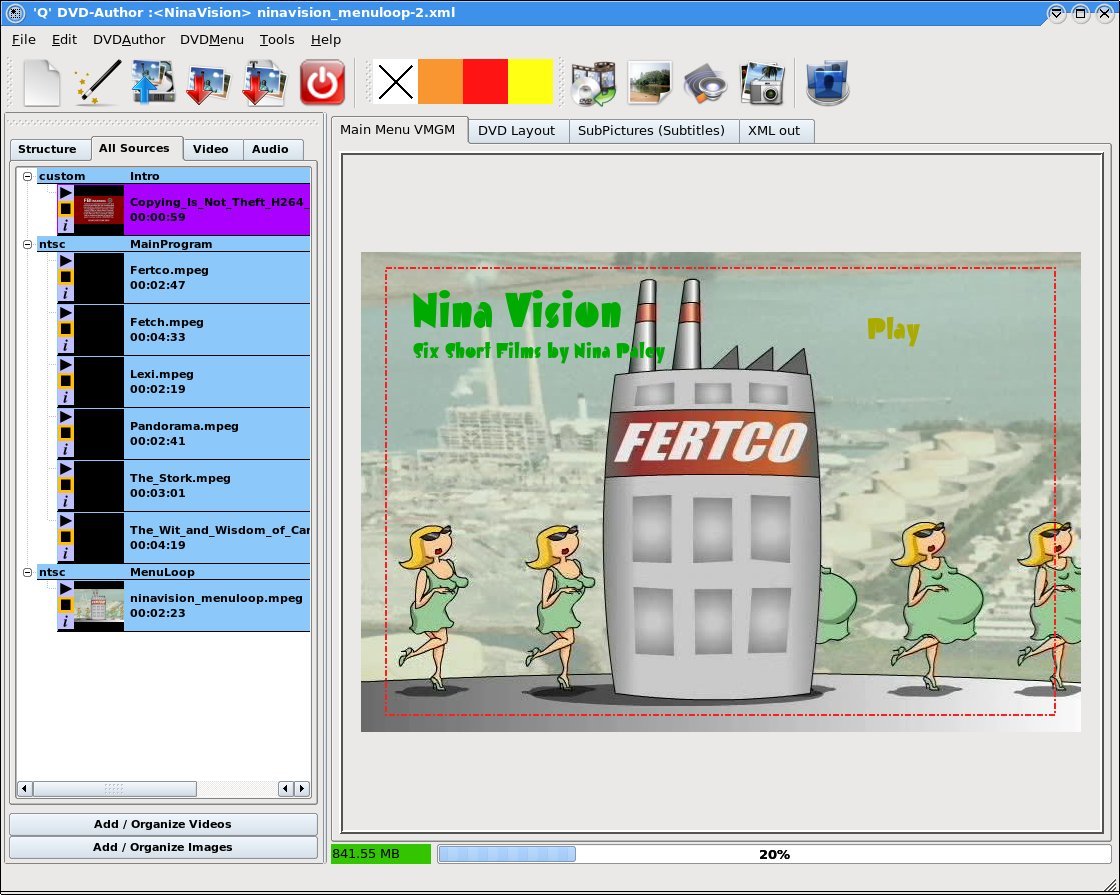 'Q' DVD-Author :<NinaVision> ninavision_menuloop-2.xml
File Edit DVDAuthor DVDMenu Tools Help
Main Menu VMGM DVD Layout SubPictures (Subtitles) XML out
Structure All Sources Video Audio
custom Intro
Copying_Is_Not_Theft_H264_
00:00:59
ntsc MainProgram
Fertco.mpeg
00:02:47
Fetch.mpeg
00:04:33
Lexi.mpeg
00:02:19
Pandorama.mpeg
00:02:41
The_Stork.mpeg
00:03:01
The_Wit_and_Wisdom_of_Can
00:04:19
ntsc MenuLoop
ninavision_menuloop.mpeg
00:02:23
Add / Organize Videos
Add / Organize Images
Nina Vision
Six Short Films by Nina Paley
Play
FERTCO
841.55 MB
20%